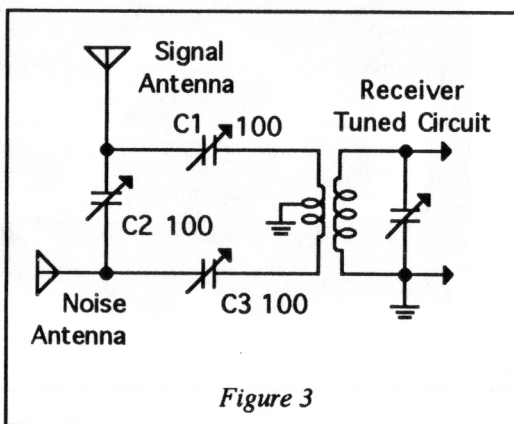 Signal
Antenna
Receiver
Tuned Circuit
C1 100
C2 100
C3 100
Noise
Antenna
Figure 3